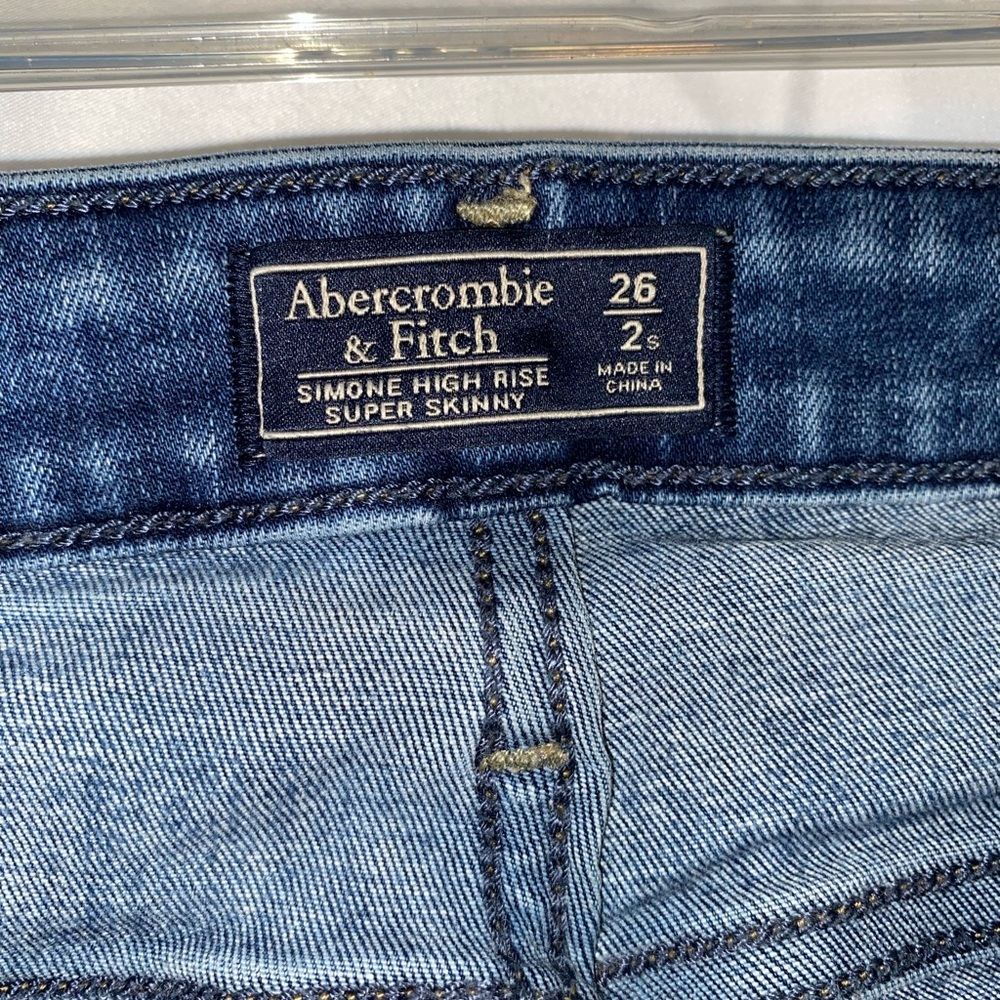 Abercrombie
& Fitch
SIMONE HIGH RISE
SUPER SKINNY
26
2s
MADE IN
CHINA